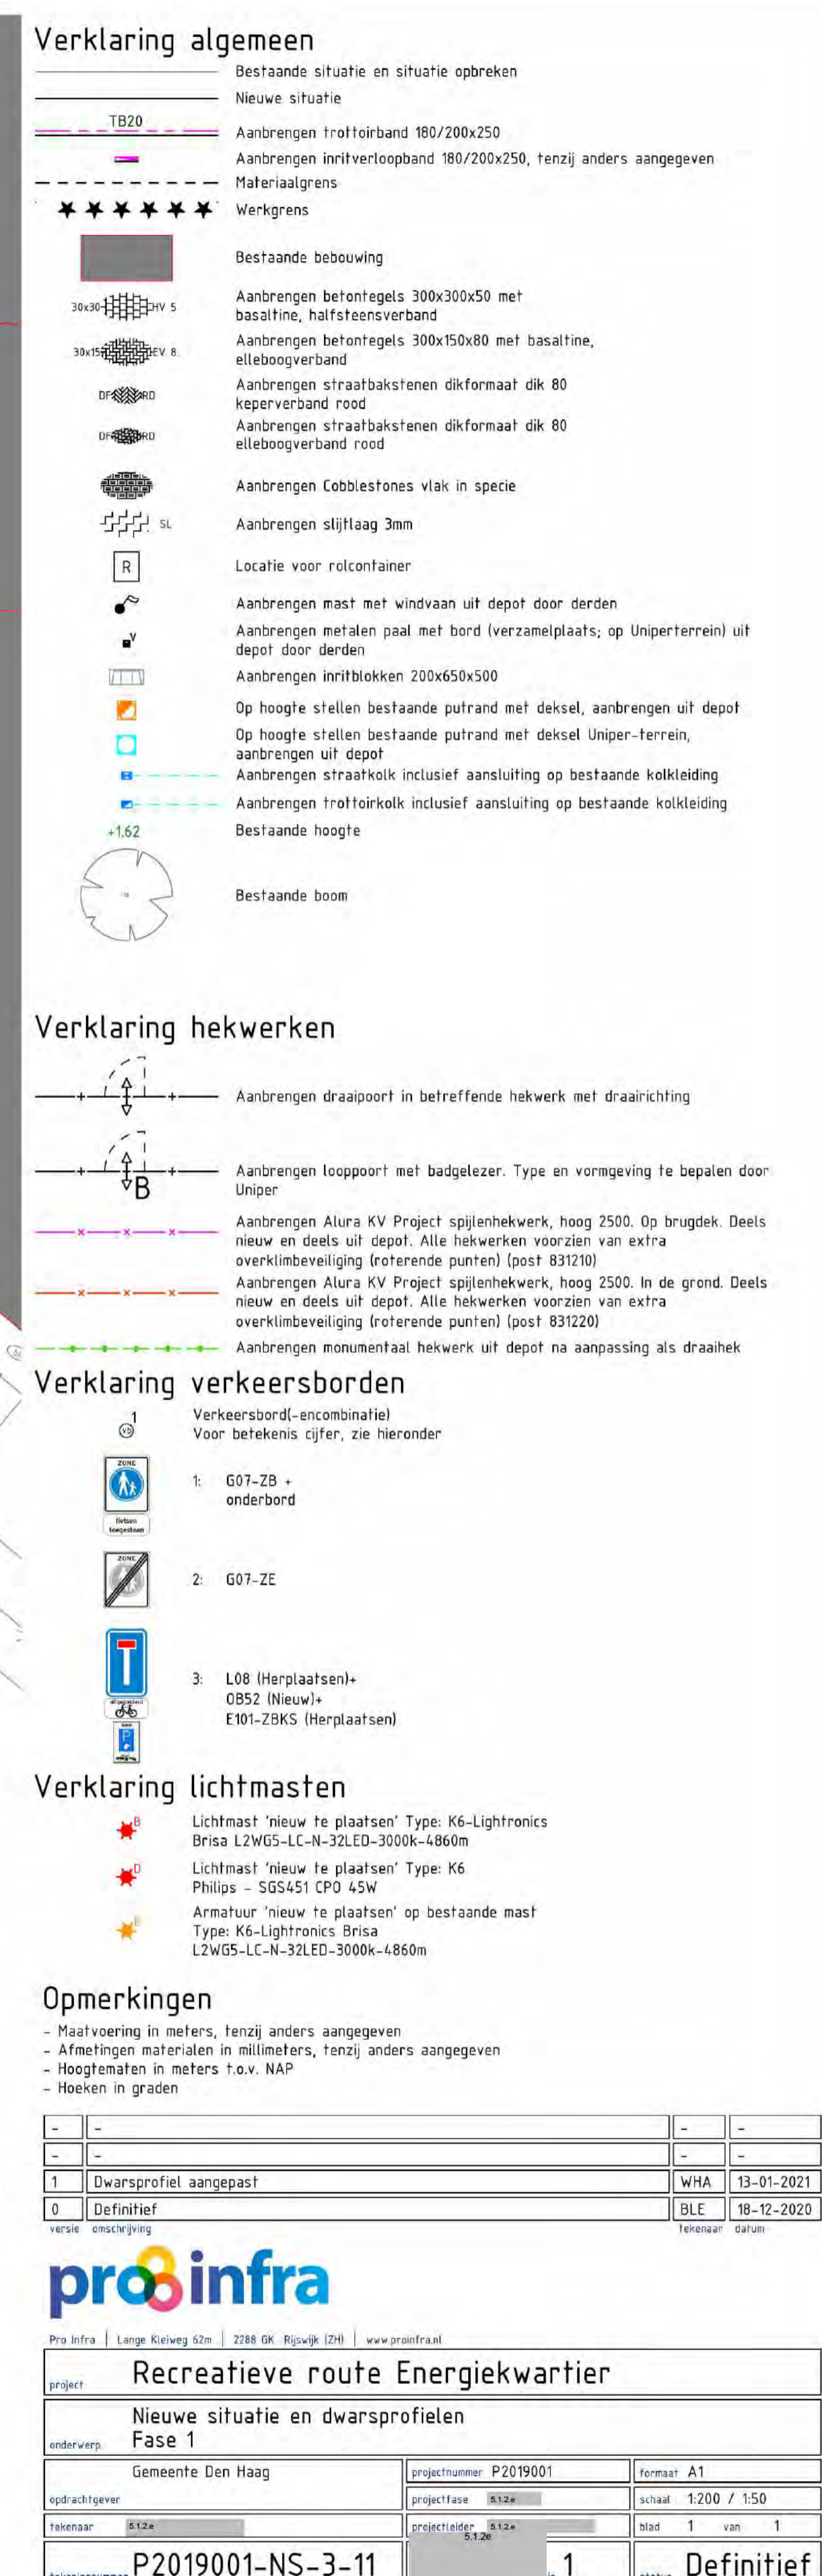 Verklaring algemeen
Bestaande situatie en situatie opbreken
Nieuwe situatie
TB20
Aanbrengen trottoirband 180/200x250
Aanbrengen inritverloopband 180/200x250, tenzij anders aangegeven
Materiaalgrens
Werkgrens
Bestaande bebouwing
30x30 HV 5
Aanbrengen betontegels 300x300x50 met
basaltine, halfsteensverband
30x15 EV 8
Aanbrengen betontegels 300x150x80 met basaltine,
elleboogverband
DF RD
Aanbrengen straatbakstenen dikformaat dik 80
keperverband rood
DF RD
Aanbrengen straatbakstenen dikformaat dik 80
elleboogverband rood
Aanbrengen Cobblestones vlak in specie
SL
Aanbrengen slijtlaag 3mm
R
Locatie voor rolcontainer
Aanbrengen mast met windvaan uit depot door derden
V
Aanbrengen metalen paal met bord (verzamelplaats; op Uniperterrein) uit
depot door derden
Aanbrengen inritblokken 200x650x500
Op hoogte stellen bestaande putrand met deksel, aanbrengen uit depot
Op hoogte stellen bestaande putrand met deksel Uniper-terrein,
aanbrengen uit depot
Aanbrengen straatkolk inclusief aansluiting op bestaande kolkleiding
Aanbrengen trottoirkolk inclusief aansluiting op bestaande kolkleiding
+1.62
Bestaande hoogte
Bestaande boom
Verklaring hekwerken
Aanbrengen draaipoort in betreffende hekwerk met draairichting
B
Aanbrengen looppoort met badgelezer. Type en vormgeving te bepalen door
Uniper
Aanbrengen Alura KV Project spijlenhekwerk, hoog 2500. Op brugdek. Deels
nieuw en deels uit depot. Alle hekwerken voorzien van extra
overklimbeveiliging (roterende punten) (post 831210)
Aanbrengen Alura KV Project spijlenhekwerk, hoog 2500. In de grond. Deels
nieuw en deels uit depot. Alle hekwerken voorzien van extra
overklimbeveiliging (roterende punten) (post 831220)
Aanbrengen monumentaal hekwerk uit depot na aanpassing als draaihek
Verklaring verkeersborden
1
vb
Verkeersbord(-encombinatie)
Voor betekenis cijfer, zie hieronder
ZONE
fietsen
toegestaan
1: G07-ZB +
onderbord
ZONE
2: G07-ZE
3: L08 (Herplaatsen)+
OB52 (Nieuw)+
E101-ZBKS (Herplaatsen)
P
Verklaring lichtmasten
B
Lichtmast 'nieuw te plaatsen' Type: K6-Lightronics
Brisa L2WG5-LC-N-32LED-3000k-4860m
D
Lichtmast 'nieuw te plaatsen' Type: K6
Philips - SGS451 CPO 45W
Armatuur 'nieuw te plaatsen' op bestaande mast
Type: K6-Lightronics Brisa
L2WG5-LC-N-32LED-3000k-4860m
Opmerkingen
- Maatvoering in meters, tenzij anders aangegeven
- Afmetingen materialen in millimeters, tenzij anders aangegeven
- Hoogtematen in meters t.o.v. NAP
- Hoeken in graden
- - - -
- - - -
1 Dwarsprofiel aangepast WHA 13-01-2021
0 Definitief BLE 18-12-2020
versie omschrijving tekenaar datum
pro infra
Pro Infra | Lange Kleiweg 62m | 2288 GK Rijswijk (ZH) | www.proinfra.nl
project Recreatieve route Energiekwartier
Nieuwe situatie en dwarsprofielen
onderwerp Fase 1
Gemeente Den Haag
opdrachtgever
projectnummer P2019001
formaat A1
projectfase 5.1.2.e
schaal 1:200 / 1:50
tekenaar 5.1.2.e
projectleider 5.1.2.e
5.1.2e
blad 1 van 1
P2019001-NS-3-11
1
Definitief